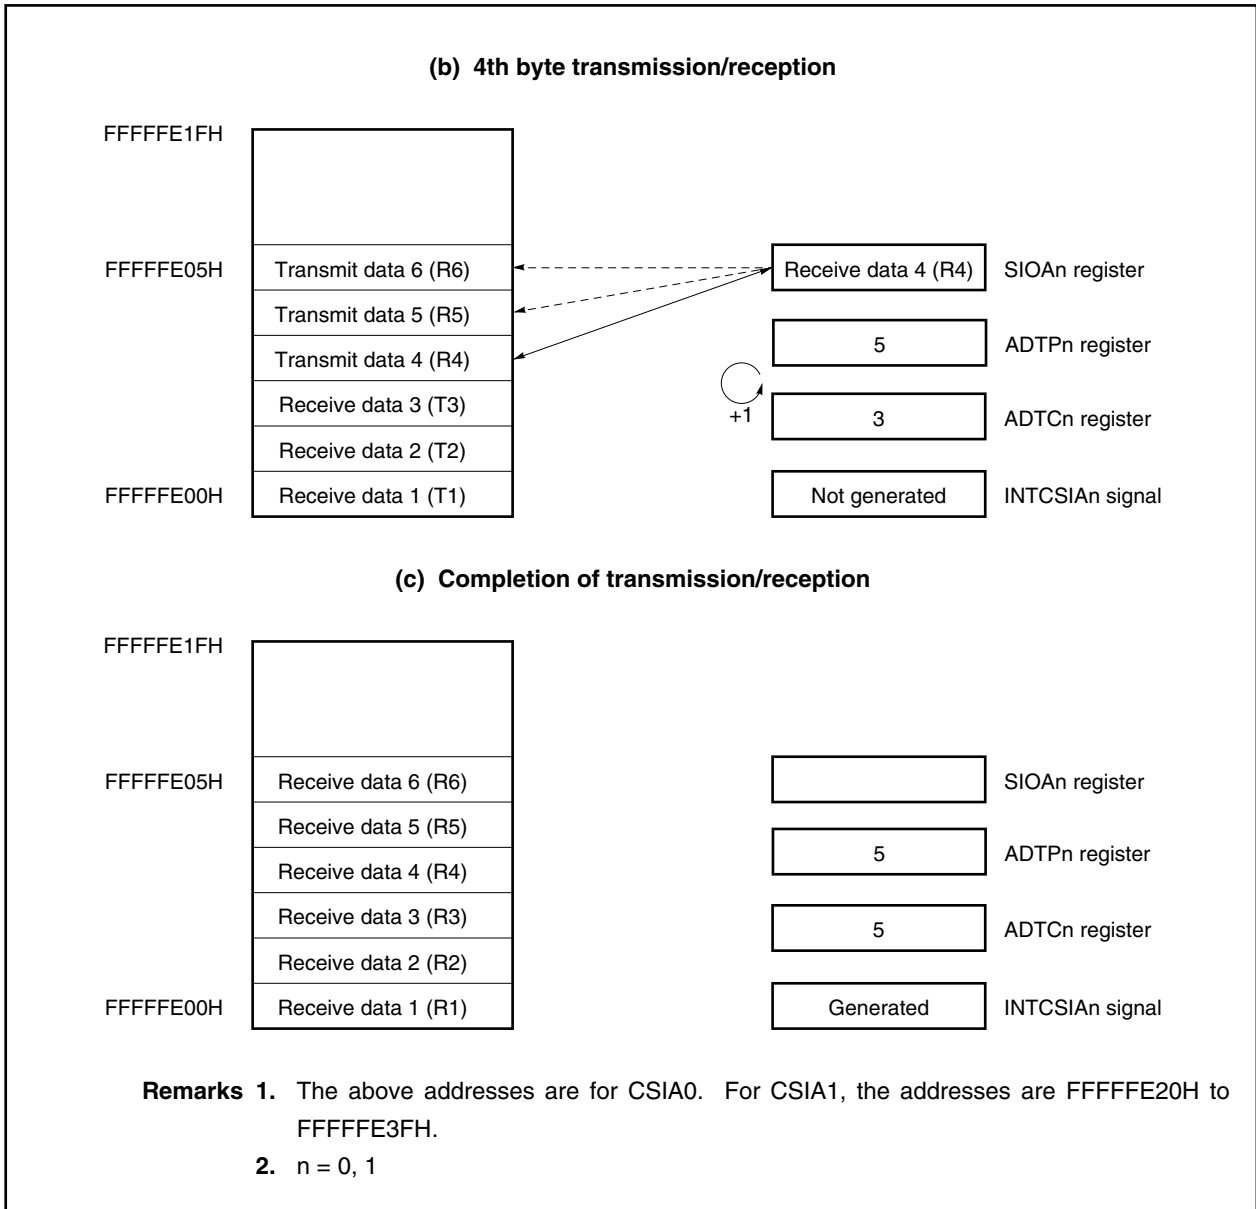 (b) 4th byte transmission/reception
FFFFFE1FH
FFFFFE05H
Transmit data 6 (R6)
Receive data 4 (R4)
SIOAn register
Transmit data 5 (R5)
5
ADTPn register
Transmit data 4 (R4)
Receive data 3 (T3)
+1
3
ADTCn register
Receive data 2 (T2)
FFFFFE00H
Receive data 1 (T1)
Not generated
INTCSIAn signal
(c) Completion of transmission/reception
FFFFFE1FH
FFFFFE05H
Receive data 6 (R6)
SIOAn register
Receive data 5 (R5)
5
ADTPn register
Receive data 4 (R4)
Receive data 3 (R3)
5
ADTCn register
Receive data 2 (R2)
FFFFFE00H
Receive data 1 (R1)
Generated
INTCSIAn signal
Remarks 1. The above addresses are for CSIA0. For CSIA1, the addresses are FFFFFE20H to
FFFFFE3FH.
2. n = 0, 1